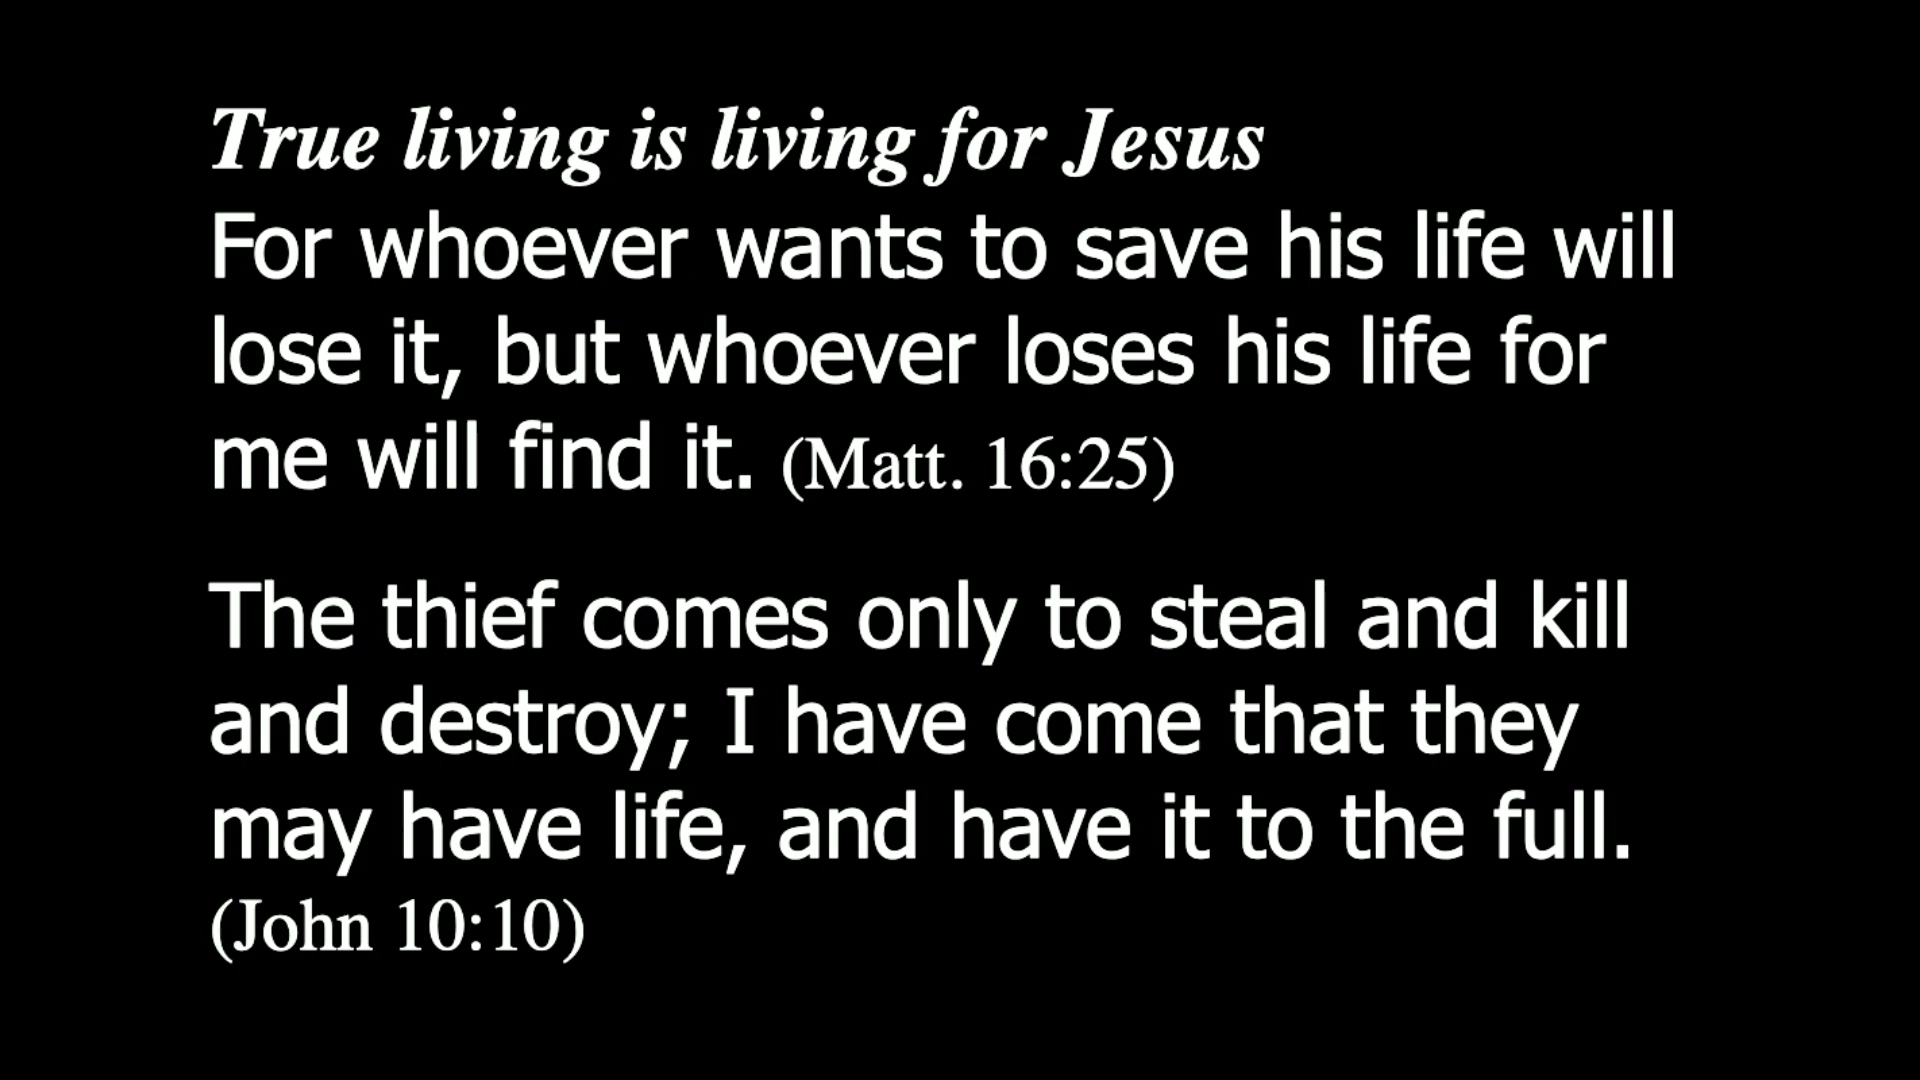 True living is living for Jesus
For whoever wants to save his life will
lose it, but whoever loses his life for
me will find it. (Matt. 16:25)
The thief comes only to steal and kill
and destroy; I have come that they
may have life, and have it to the full.
(John 10:10)